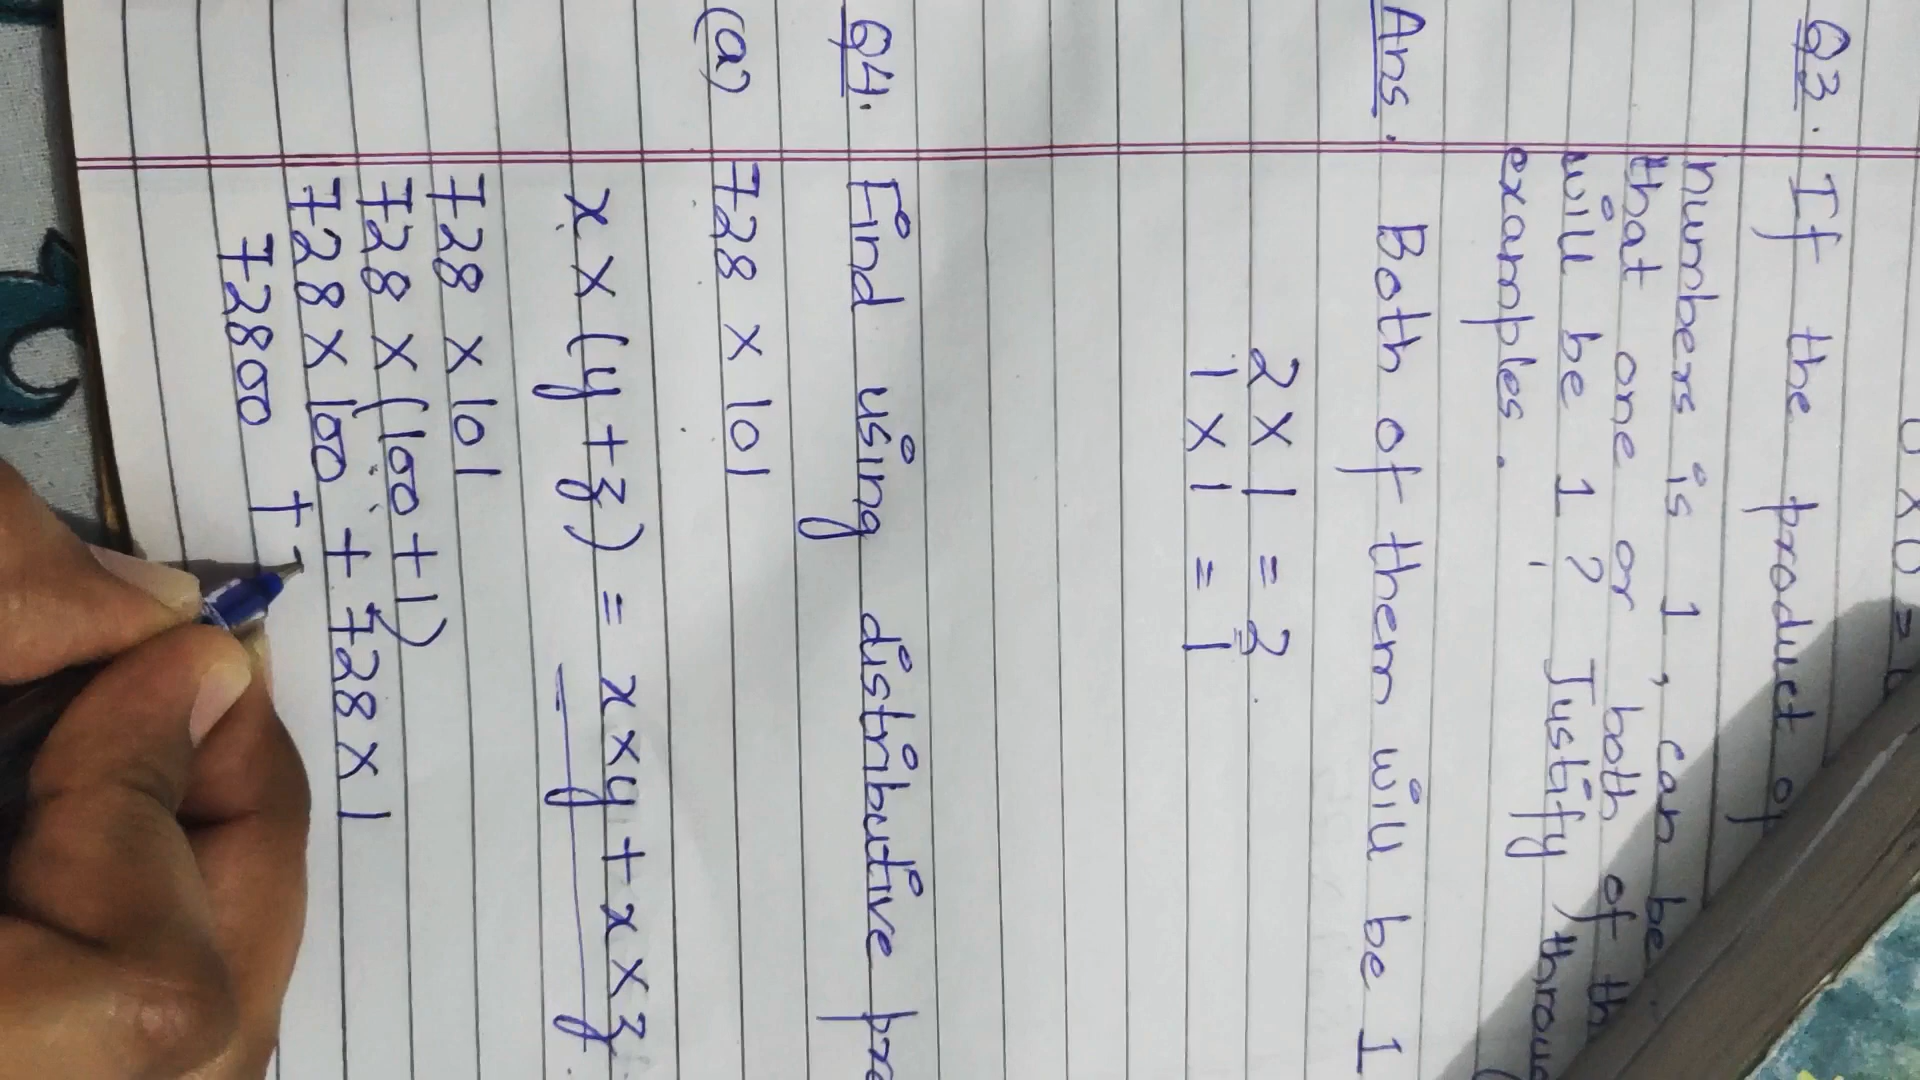 Q3. If the product of
numbers is 1, can be
that one or both of th
will be 1? Justify throug
examples.
Ans. Both of them will be 1
2 x 1 = 2
1 x 1 = 1
Q4. Find using distributive pro
(a) 728 x 101
x x (y + z) = x x y + x x z
728 x 101
728 x (100 + 1)
728 x 100 + 728 x 1
72800 +